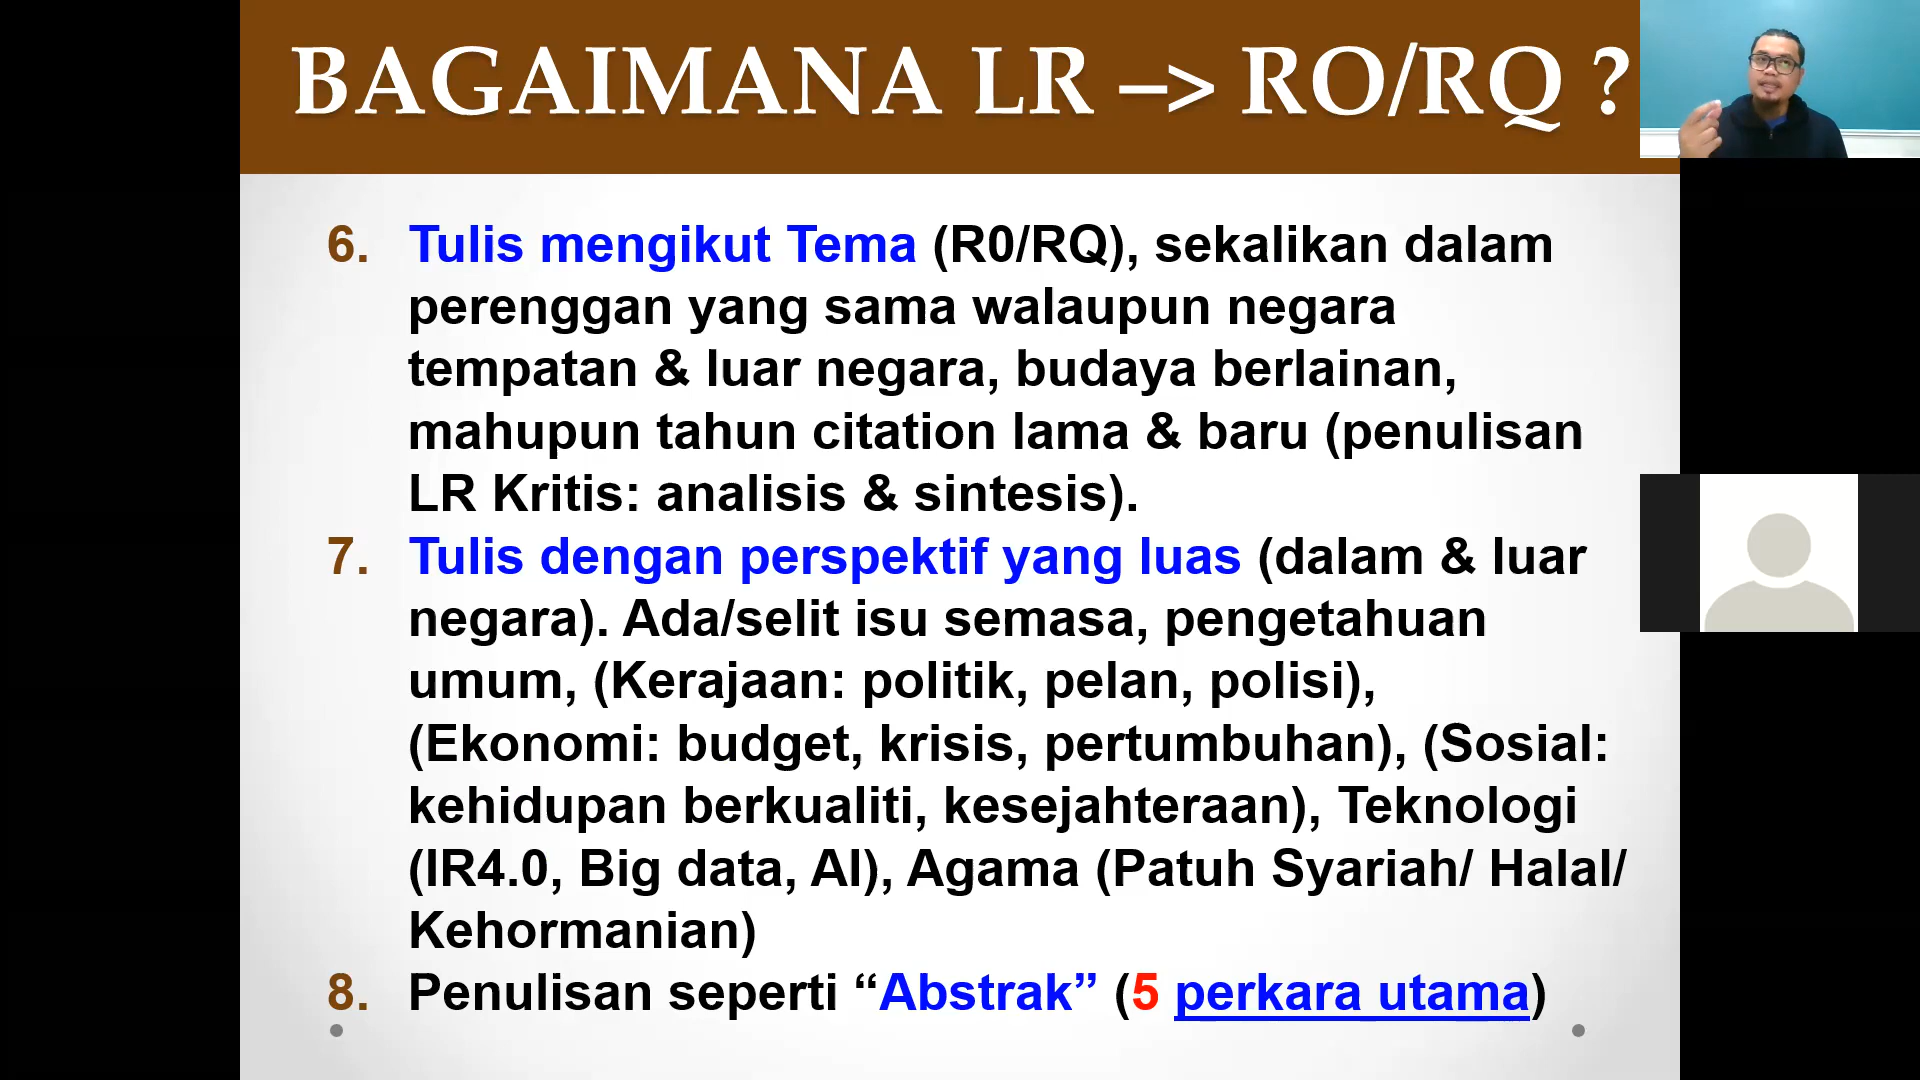 BAGAIMANA LR –> RO/RQ ?
6. Tulis mengikut Tema (R0/RQ), sekalikan dalam
perenggan yang sama walaupun negara
tempatan & luar negara, budaya berlainan,
mahupun tahun citation lama & baru (penulisan
LR Kritis: analisis & sintesis).
7. Tulis dengan perspektif yang luas (dalam & luar
negara). Ada/selit isu semasa, pengetahuan
umum, (Kerajaan: politik, pelan, polisi),
(Ekonomi: budget, krisis, pertumbuhan), (Sosial:
kehidupan berkualiti, kesejahteraan), Teknologi
(IR4.0, Big data, AI), Agama (Patuh Syariah/ Halal/
Kehormanian)
8. Penulisan seperti “Abstrak” (5 perkara utama)